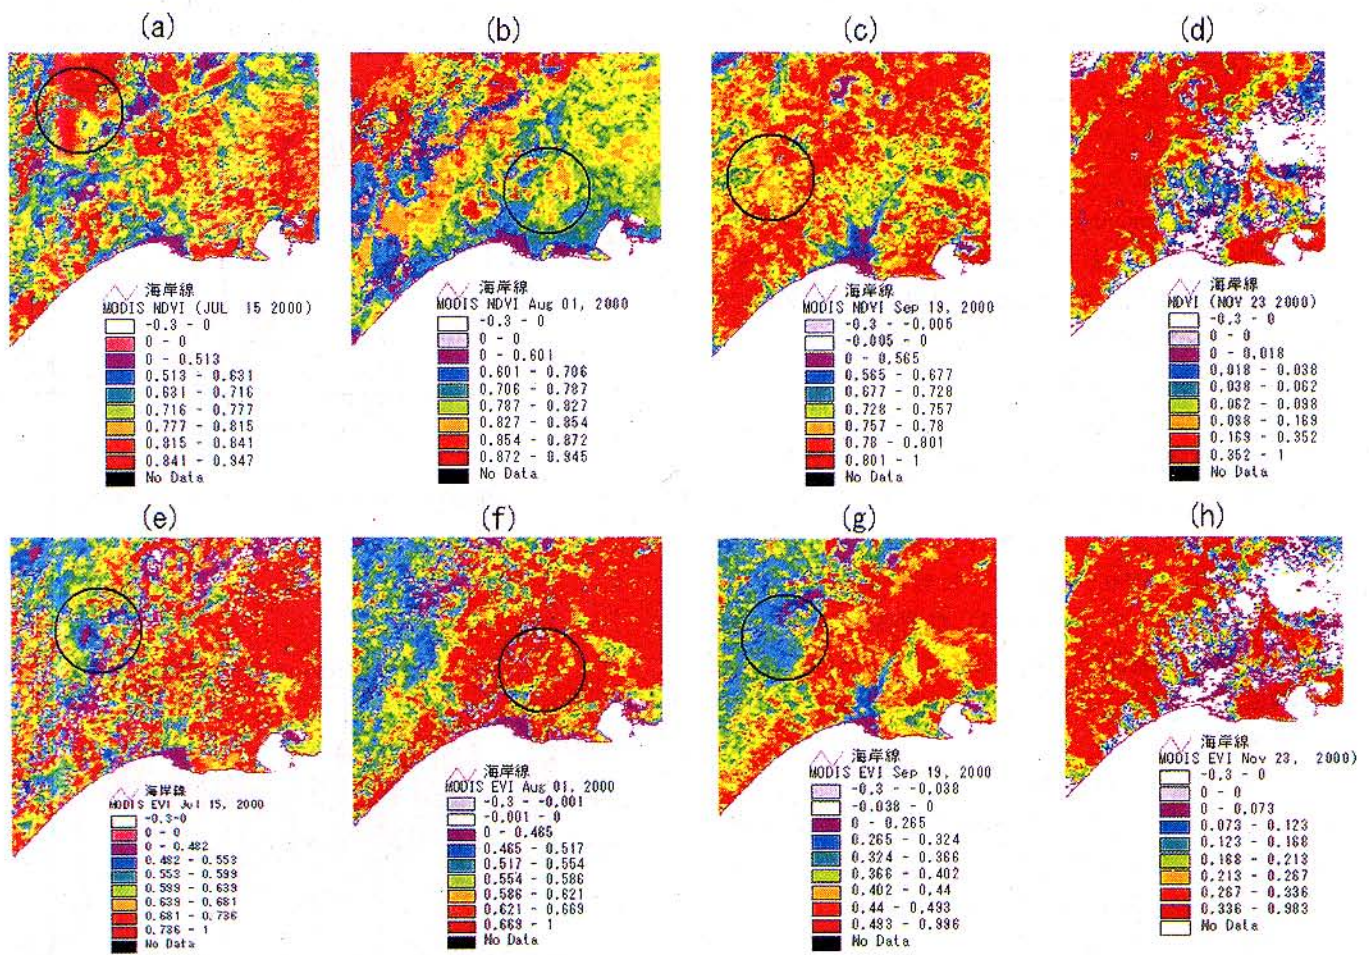 (a)
海岸線
MODIS NDVI (JUL 15 2000)
-0.3 - 0
0 - 0
0 - 0.513
0.513 - 0.631
0.631 - 0.716
0.716 - 0.777
0.777 - 0.815
0.815 - 0.841
0.841 - 0.947
No Data
(b)
海岸線
MODIS NDVI Aug 01, 2000
-0.3 - 0
0 - 0
0 - 0.601
0.601 - 0.706
0.706 - 0.787
0.787 - 0.827
0.827 - 0.854
0.854 - 0.872
0.872 - 0.945
No Data
(c)
海岸線
MODIS NDVI Sep 19, 2000
-0.3 - -0.005
-0.005 - 0
0 - 0.565
0.565 - 0.677
0.677 - 0.728
0.728 - 0.757
0.757 - 0.78
0.78 - 0.801
0.801 - 1
No Data
(d)
海岸線
NDVI (NOV 23 2000)
-0.3 - 0
0 - 0
0 - 0.018
0.018 - 0.038
0.038 - 0.062
0.062 - 0.098
0.098 - 0.169
0.169 - 0.352
0.352 - 1
No Data
(e)
海岸線
MODIS EVI Jul 15, 2000
-0.3-0
0 - 0
0 - 0.482
0.482 - 0.553
0.553 - 0.599
0.599 - 0.639
0.639 - 0.681
0.681 - 0.736
0.736 - 1
No Data
(f)
海岸線
MODIS EVI Aug 01, 2000
-0.3 - -0.001
-0.001 - 0
0 - 0.465
0.465 - 0.517
0.517 - 0.554
0.554 - 0.586
0.586 - 0.621
0.621 - 0.669
0.669 - 1
No Data
(g)
海岸線
MODIS EVI Sep 19, 2000
-0.3 - -0.038
-0.038 - 0
0 - 0.265
0.265 - 0.324
0.324 - 0.366
0.366 - 0.402
0.402 - 0.44
0.44 - 0.493
0.493 - 0.996
No Data
(h)
海岸線
MODIS EVI Nov 23, 2000)
-0.3 - 0
0 - 0
0 - 0.073
0.073 - 0.123
0.123 - 0.168
0.168 - 0.213
0.213 - 0.267
0.267 - 0.336
0.336 - 0.983
No Data